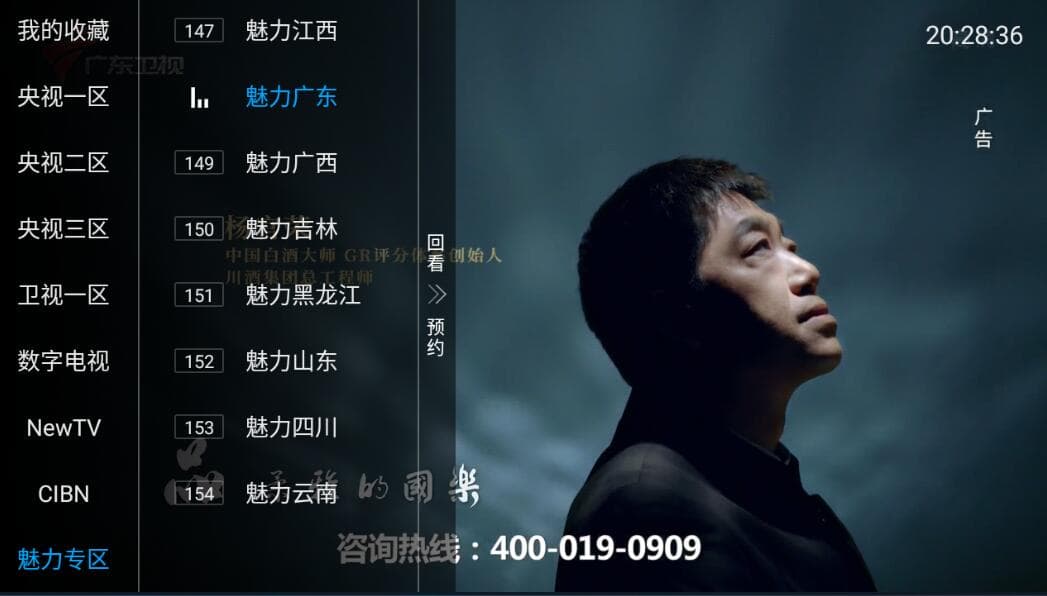 我的收藏
央视一区
央视二区
央视三区
卫视一区
数字电视
NewTV
CIBN
魅力专区
147 魅力江西
魅力广东
149 魅力广西
150 魅力吉林
151 魅力黑龙江
152 魅力山东
153 魅力四川
154 魅力云南
回看
预约
20:28:36
广告
广东卫视
中国白酒大师 GR评分体 创始人
川酒集团总工程师
的國樂
咨询热线：400-019-0909